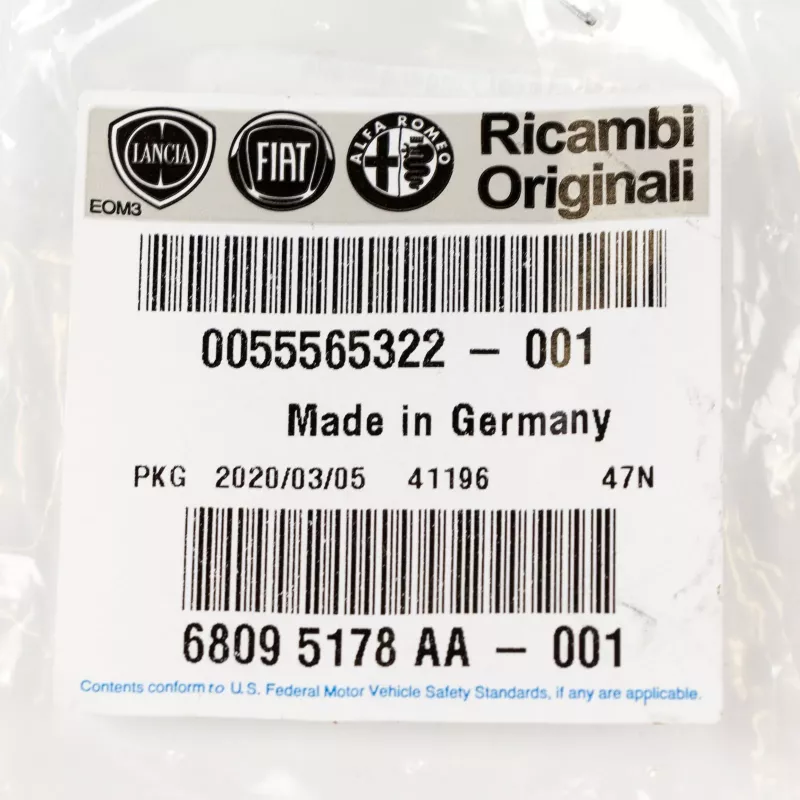 LANCIA FIAT ALFA ROMEO Ricambi
Originali
EOM3
0055565322 - 001
Made in Germany
PKG 2020/03/05 41196 47N
6809 5178 AA - 001
Contents conform to U.S. Federal Motor Vehicle Safety Standards, if any are applicable.